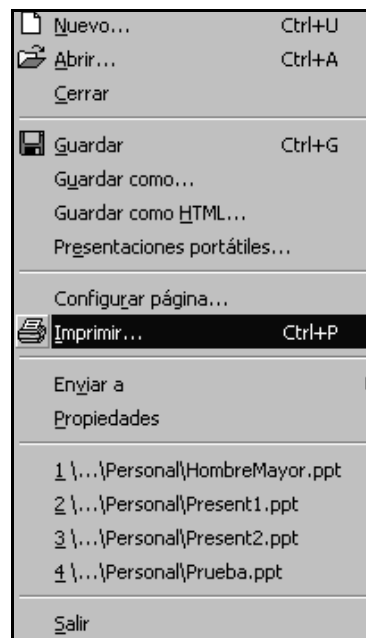 Nuevo... Ctrl+U
Abrir... Ctrl+A
Cerrar
Guardar Ctrl+G
Guardar como...
Guardar como HTML...
Presentaciones portátiles...
Configurar página...
Imprimir... Ctrl+P
Enviar a
Propiedades
1 \...\Personal\HombreMayor.ppt
2 \...\Personal\Present1.ppt
3 \...\Personal\Present2.ppt
4 \...\Personal\Prueba.ppt
Salir